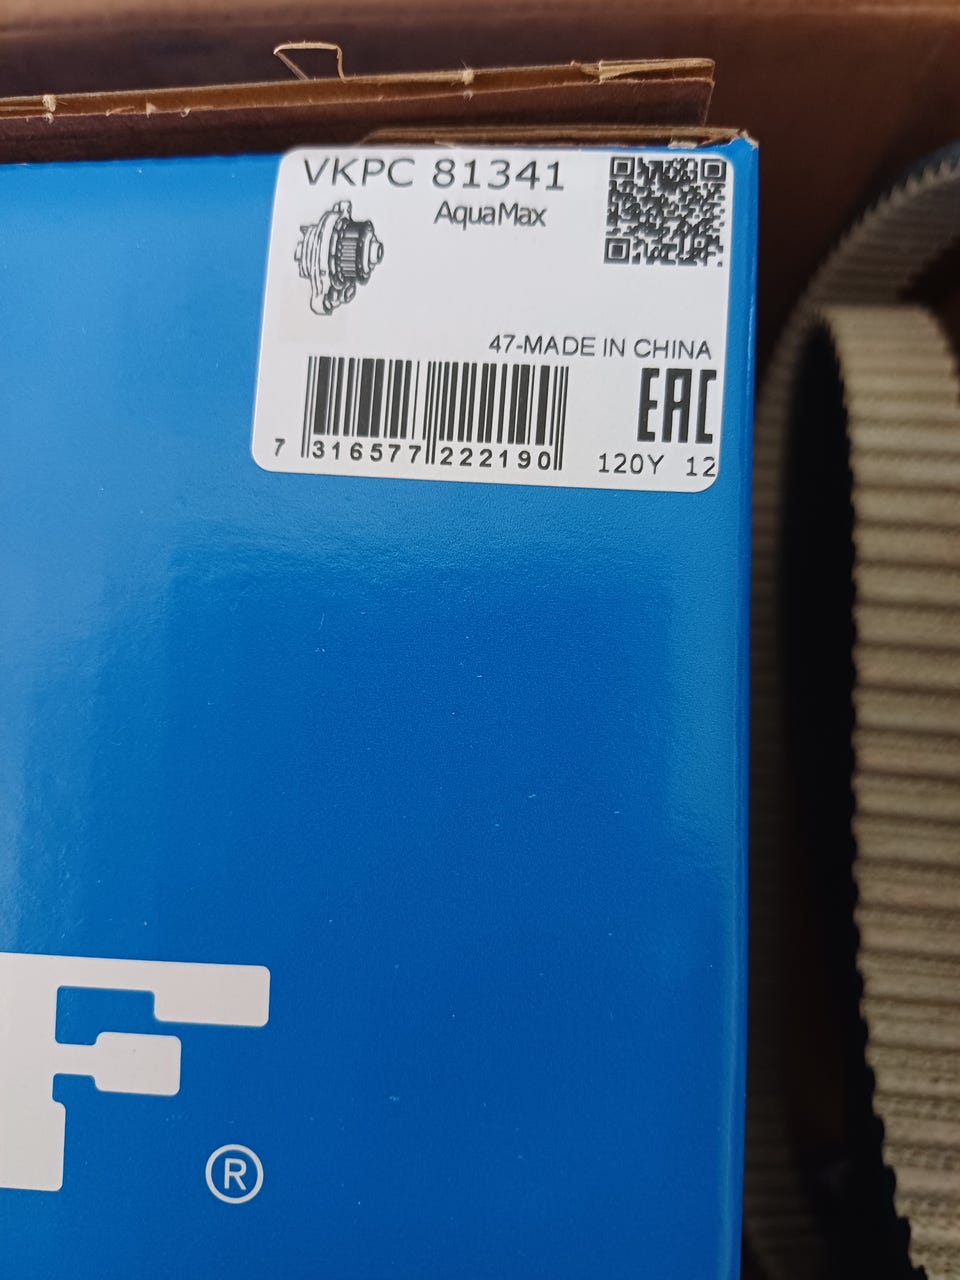 VKPC 81341
AquaMax
47-MADE IN CHINA
EAC
7 316577 222190
120Y 12
F
®